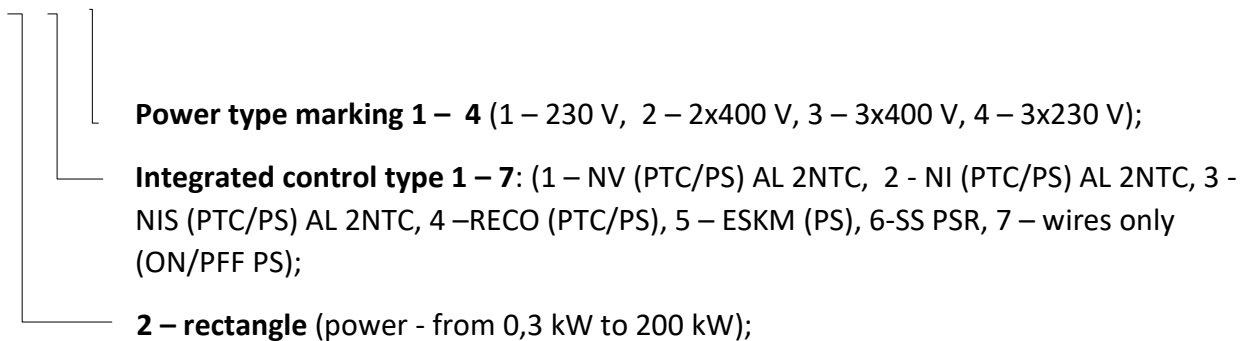 Power type marking 1 – 4 (1 – 230 V, 2 – 2x400 V, 3 – 3x400 V, 4 – 3x230 V);
Integrated control type 1 – 7: (1 – NV (PTC/PS) AL 2NTC, 2 - NI (PTC/PS) AL 2NTC, 3 -
NIS (PTC/PS) AL 2NTC, 4 –RECO (PTC/PS), 5 – ESKM (PS), 6-SS PSR, 7 – wires only
(ON/PFF PS);
2 – rectangle (power - from 0,3 kW to 200 kW);